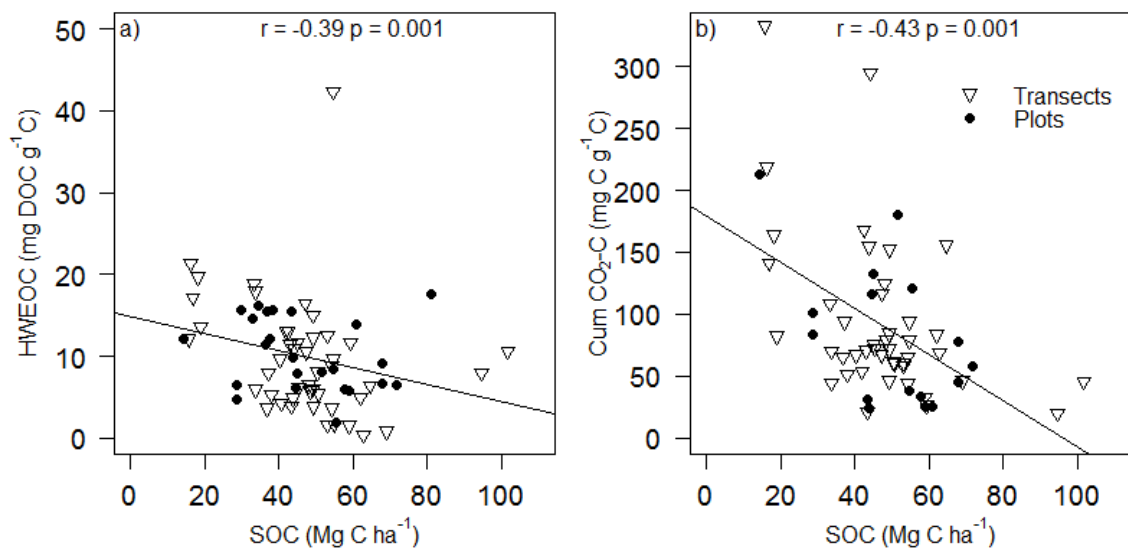 a) r = -0.39 p = 0.001
HWEOC (mg DOC g⁻¹ C)
50
40
30
20
10
0
0 20 40 60 80 100
SOC (Mg C ha⁻¹)
b) r = -0.43 p = 0.001
Transects
Plots
Cum CO₂-C (mg C g⁻¹ C)
300
250
200
150
100
50
0
0 20 40 60 80 100
SOC (Mg C ha⁻¹)